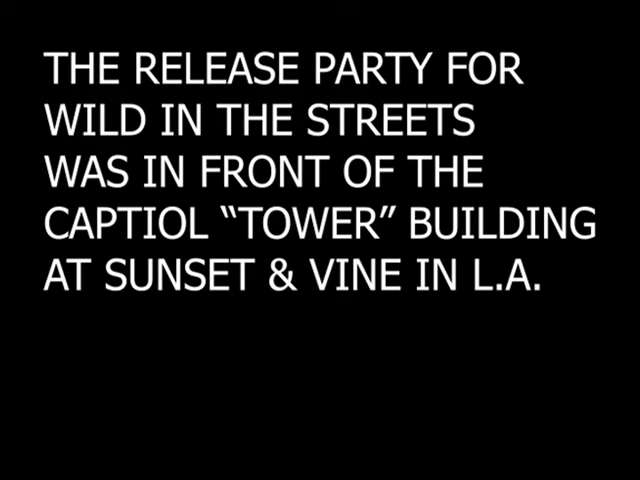 THE RELEASE PARTY FOR
WILD IN THE STREETS
WAS IN FRONT OF THE
CAPTIOL “TOWER” BUILDING
AT SUNSET & VINE IN L.A.